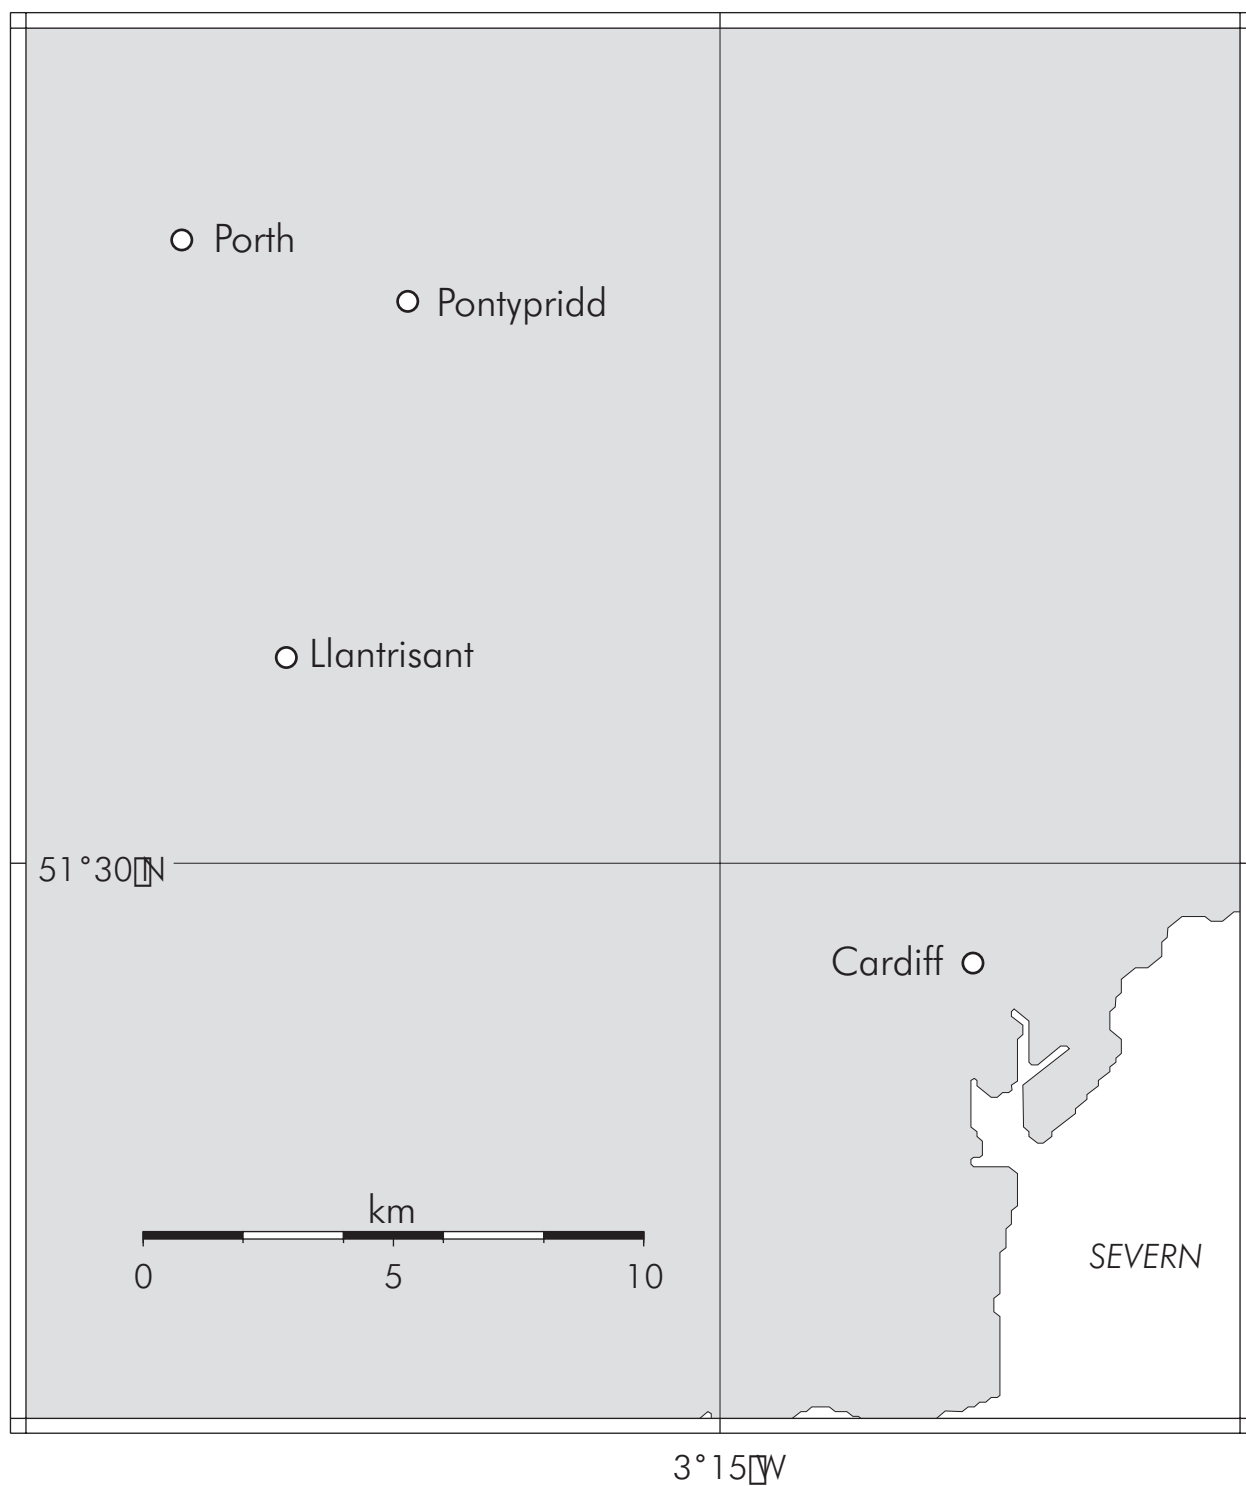 Porth
Pontypridd
Llantrisant
51°30▯N
Cardiff
km
0 5 10
SEVERN
3°15▯W